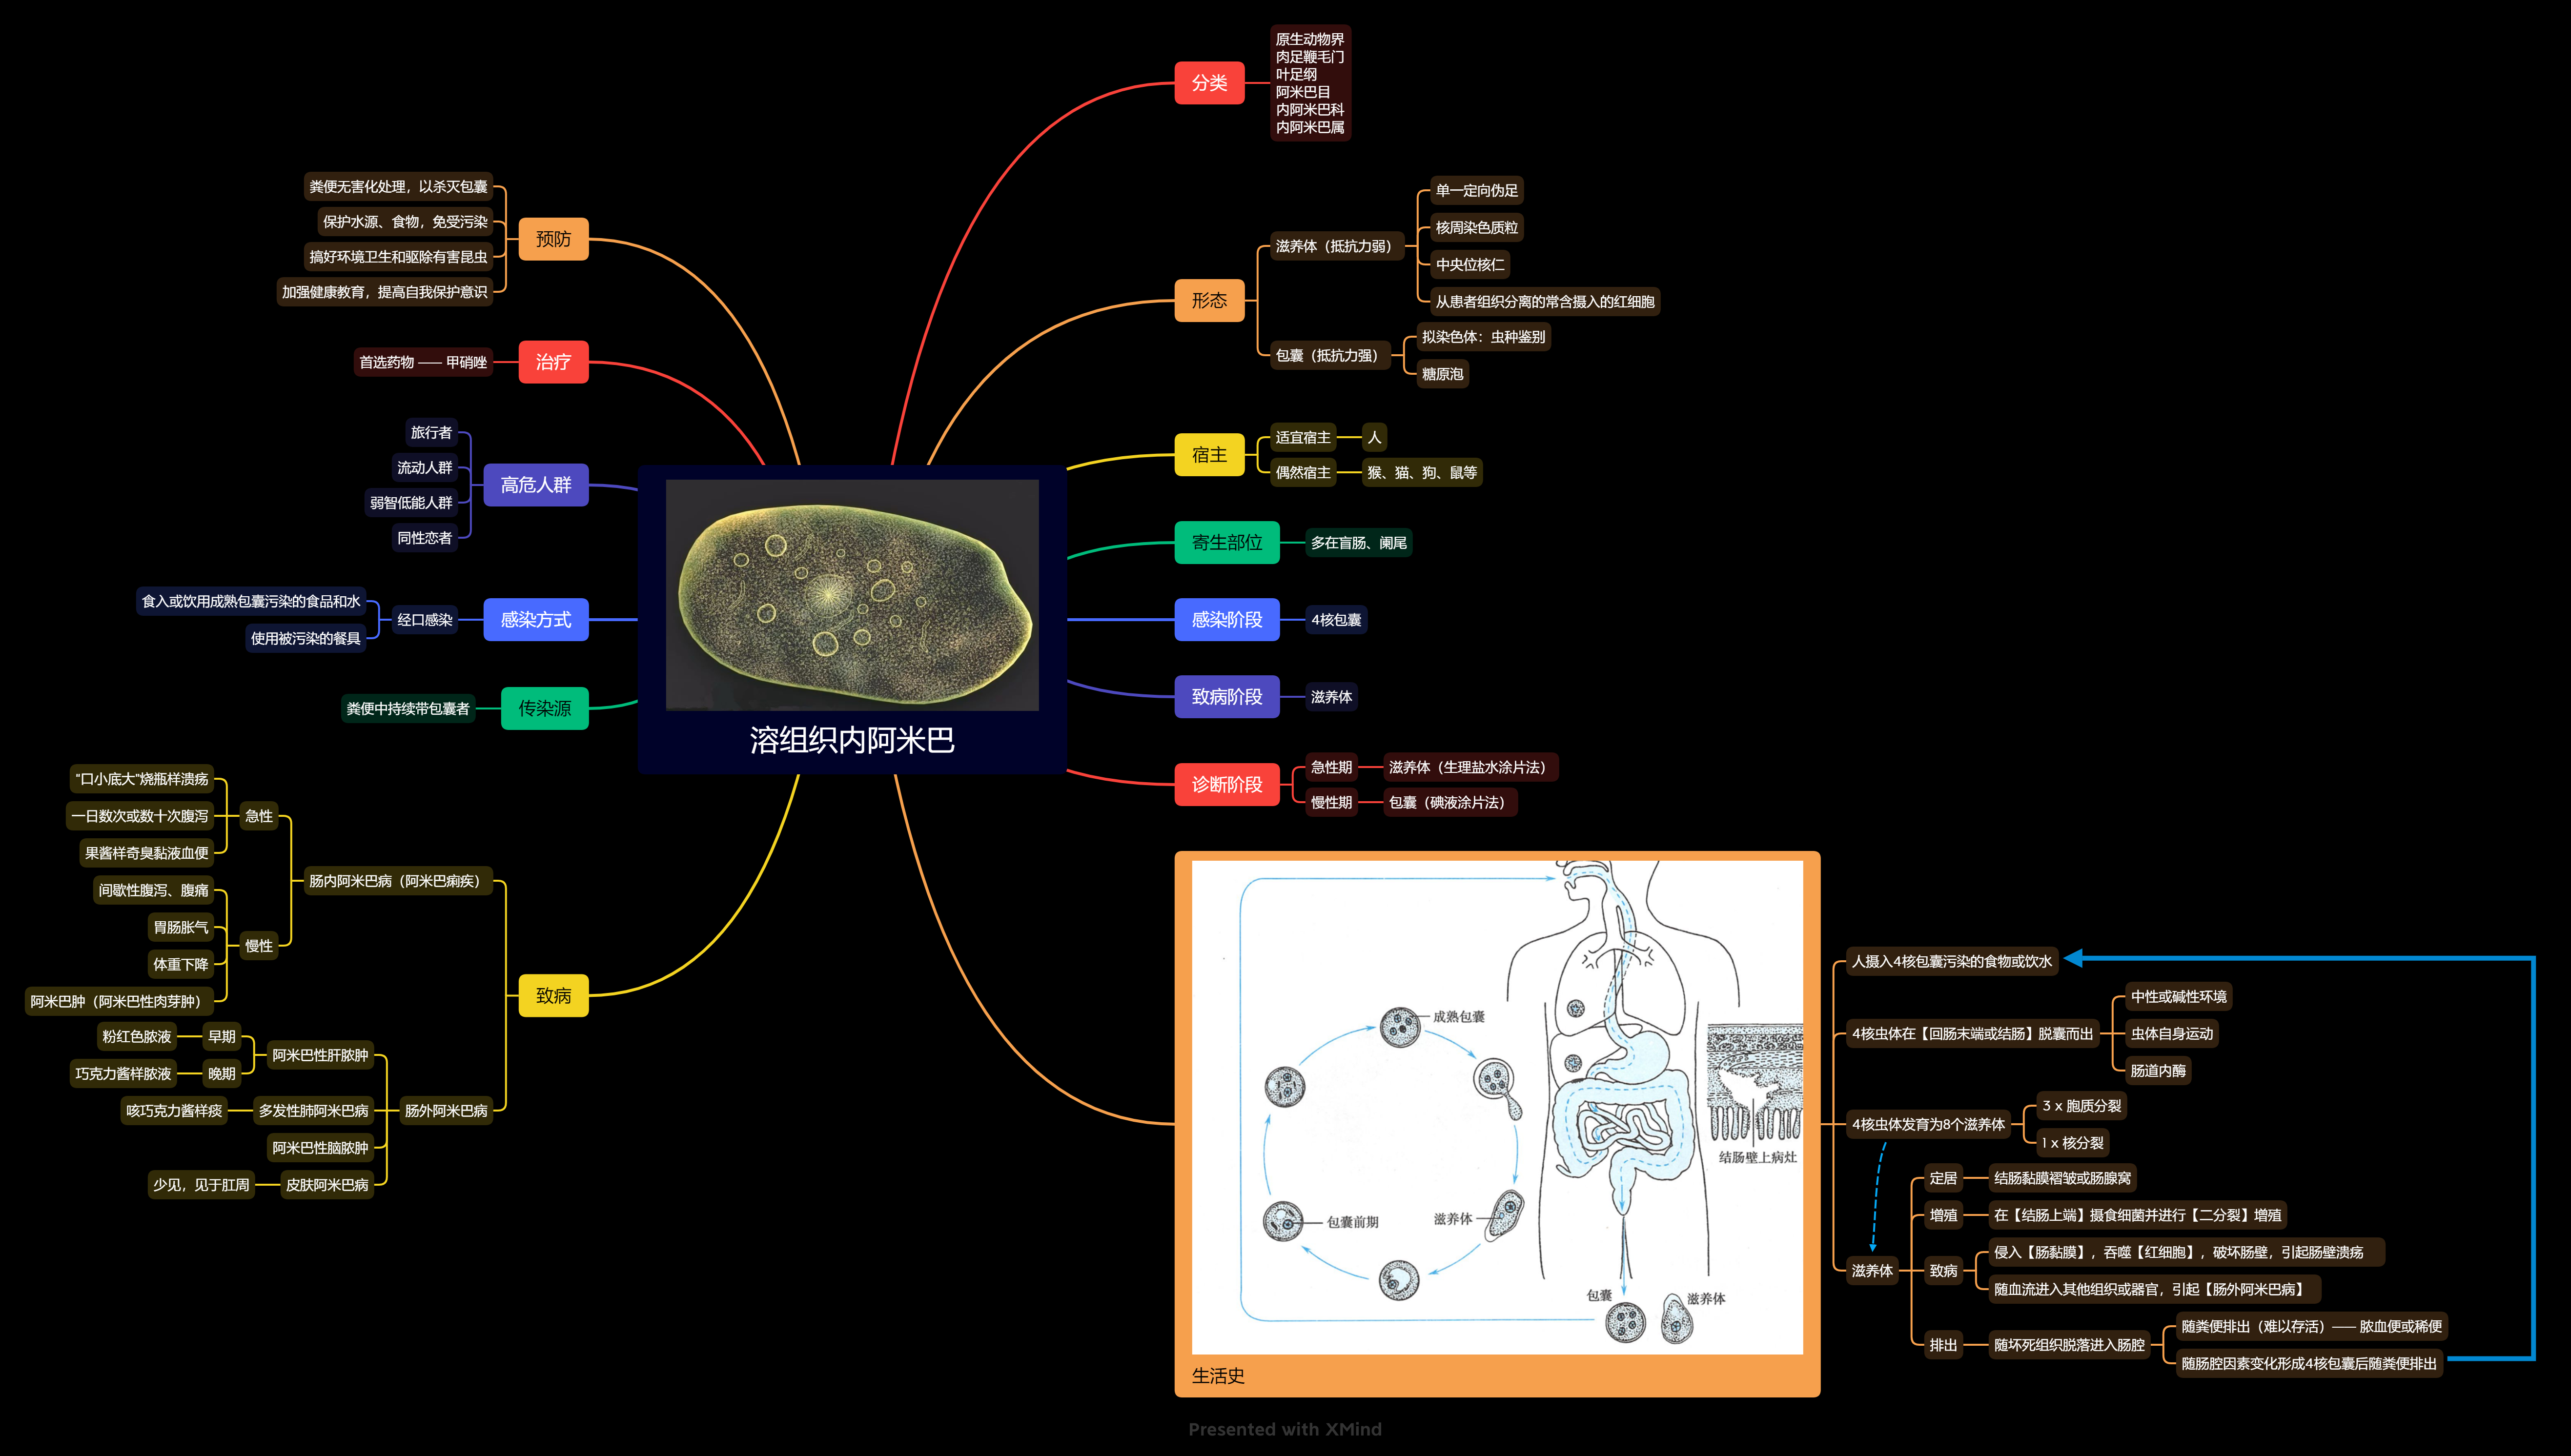 溶组织内阿米巴
分类
原生动物界
肉足鞭毛门
叶足纲
阿米巴目
内阿米巴科
内阿米巴属
形态
滋养体（抵抗力弱）
单一定向伪足
核周染色质粒
中央位核仁
从患者组织分离的常含摄入的红细胞
包囊（抵抗力强）
拟染色体：虫种鉴别
糖原泡
宿主
适宜宿主
人
偶然宿主
猴、猫、狗、鼠等
寄生部位
多在盲肠、阑尾
感染阶段
4核包囊
致病阶段
滋养体
诊断阶段
急性期
滋养体（生理盐水涂片法）
慢性期
包囊（碘液涂片法）
成熟包囊
结肠壁上病灶
包囊前期
滋养体
包囊
滋养体
生活史
人摄入4核包囊污染的食物或饮水
4核虫体在【回肠末端或结肠】脱囊而出
中性或碱性环境
虫体自身运动
肠道内酶
4核虫体发育为8个滋养体
3 x 胞质分裂
1 x 核分裂
滋养体
定居
结肠黏膜褶皱或肠腺窝
增殖
在【结肠上端】摄食细菌并进行【二分裂】增殖
致病
侵入【肠黏膜】，吞噬【红细胞】，破坏肠壁，引起肠壁溃疡
随血流进入其他组织或器官，引起【肠外阿米巴病】
排出
随坏死组织脱落进入肠腔
随粪便排出（难以存活）—— 脓血便或稀便
随肠腔因素变化形成4核包囊后随粪便排出
预防
粪便无害化处理，以杀灭包囊
保护水源、食物，免受污染
搞好环境卫生和驱除有害昆虫
加强健康教育，提高自我保护意识
治疗
首选药物 —— 甲硝唑
高危人群
旅行者
流动人群
弱智低能人群
同性恋者
感染方式
经口感染
食入或饮用成熟包囊污染的食品和水
使用被污染的餐具
传染源
粪便中持续带包囊者
致病
肠内阿米巴病（阿米巴痢疾）
急性
“口小底大”烧瓶样溃疡
一日数次或数十次腹泻
果酱样奇臭黏液血便
慢性
间歇性腹泻、腹痛
胃肠胀气
体重下降
阿米巴肿（阿米巴性肉芽肿）
肠外阿米巴病
阿米巴性肝脓肿
早期
粉红色脓液
晚期
巧克力酱样脓液
多发性肺阿米巴病
咳巧克力酱样痰
阿米巴性脑脓肿
皮肤阿米巴病
少见，见于肛周
Presented with XMind